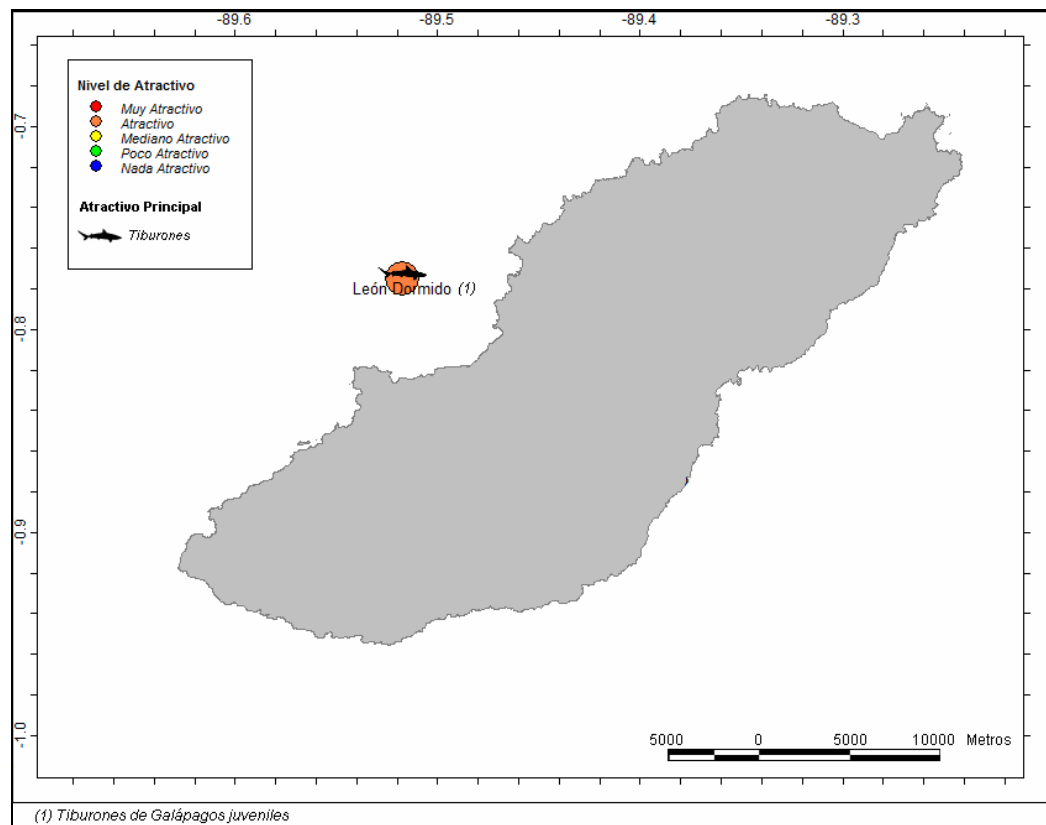 -89.6 -89.5 -89.4 -89.3
Nivel de Atractivo
Muy Atractivo
Atractivo
Mediano Atractivo
Poco Atractivo
Nada Atractivo
Atractivo Principal
Tiburones
-0.7
León Dormido (1)
-0.8
-0.9
-1.0
5000 0 5000 10000 Metros
(1) Tiburones de Galápagos juveniles